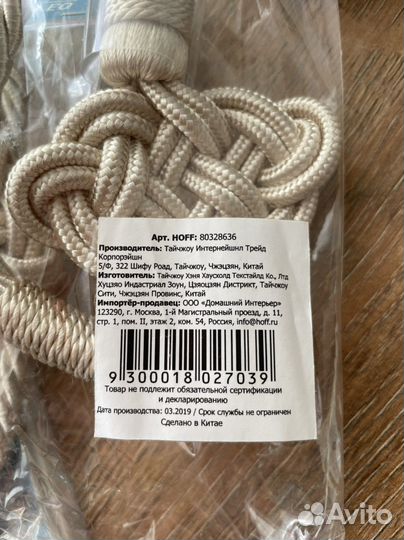 Арт. HOFF: 80328636
Производитель: Тайчжоу Интернейшнл Трейд
Корпорэйшн
5/Ф, 322 Шифу Роад, Тайчжоу, Чжэцзян, Китай
Изготовитель: Тайчжоу Хэня Хаусхолд Текстайлд Ко., Лтд
Хуцзяо Индастриал Зоун, Цзяоцзян Дистрикт, Тайчжоу
Сити, Чжэцзян Провинс, Китай
Импортёр-продавец: ООО «Домашний Интерьер»
123290, г. Москва, 1-й Магистральный проезд, д. 11,
стр. 1, пом. II, этаж 2, ком. 54, Россия, info@hoff.ru
9 300018 027039
Товар не подлежит обязательной сертификации
и декларированию
Дата производства: 03.2019 / Срок службы не ограничен
Сделано в Китае
Avito